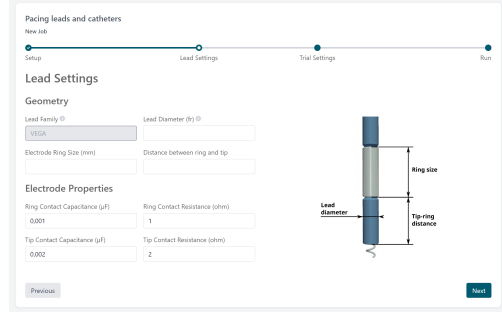 Pacing leads and catheters
New Job
Setup
Lead Settings
Trial Settings
Run
Lead Settings
Geometry
Lead Family
Lead Diameter (fr)
VEGA
Electrode Ring Size (mm)
Distance between ring and tip
Electrode Properties
Ring Contact Capacitance (µF)
Ring Contact Resistance (ohm)
0,001
1
Tip Contact Capacitance (µF)
Tip Contact Resistance (ohm)
0,002
2
Ring size
Lead
diameter
Tip-ring
distance
Previous
Next